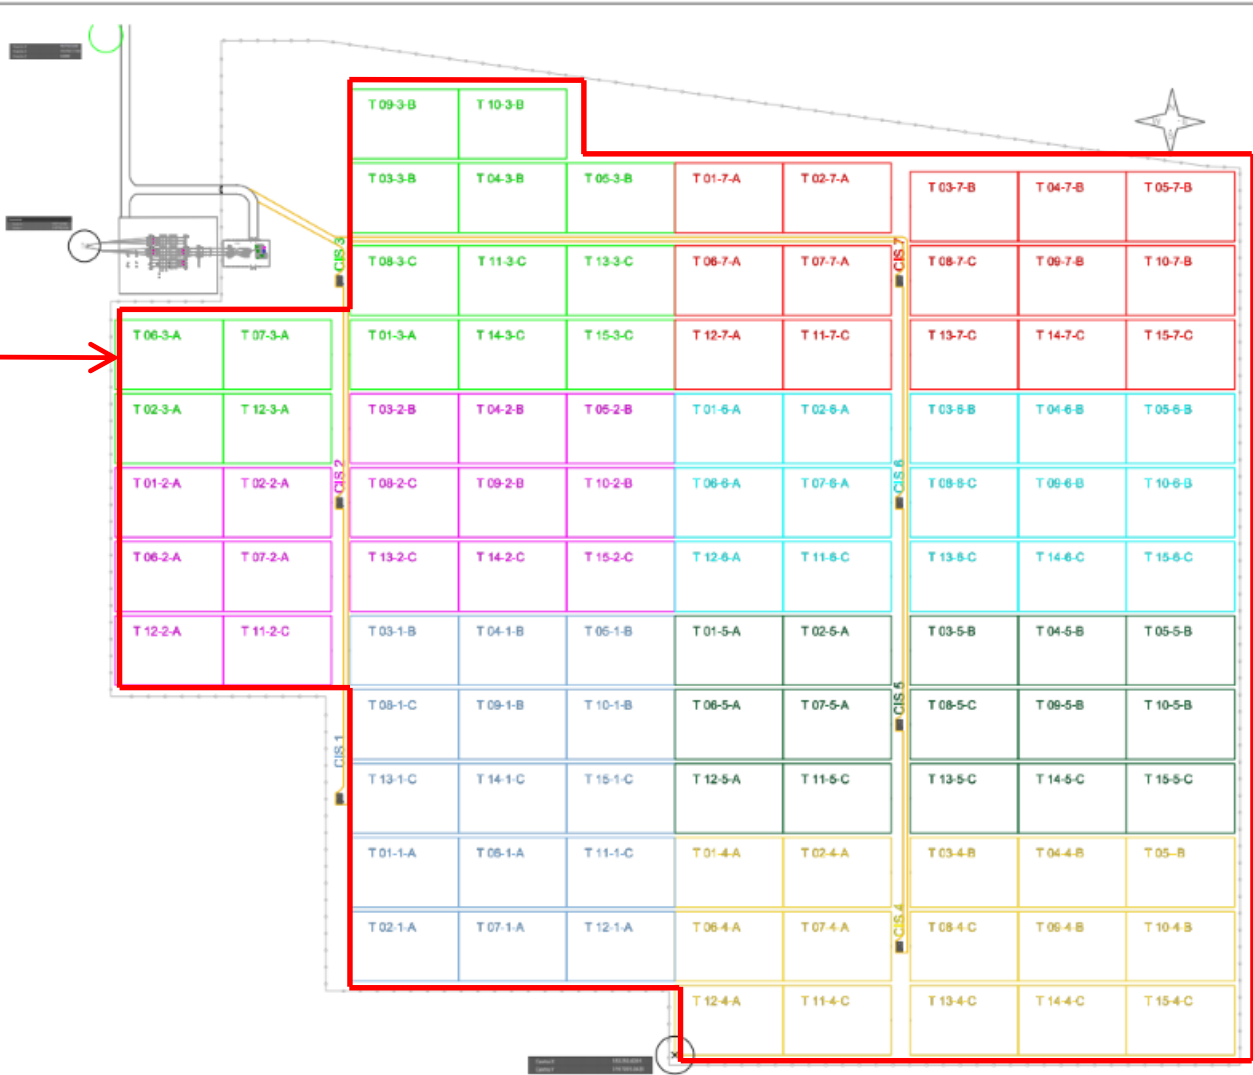 T 09-3-B T 10-3-B
T 03-3-B T 04-3-B T 05-3-B T 01-7-A T 02-7-A T 03-7-B T 04-7-B T 05-7-B
CIS 3 T 08-3-C T 11-3-C T 13-3-C T 06-7-A T 07-7-A CIS 7 T 08-7-C T 09-7-B T 10-7-B
T 06-3-A T 07-3-A T 01-3-A T 14-3-C T 15-3-C T 12-7-A T 11-7-C T 13-7-C T 14-7-C T 15-7-C
T 02-3-A T 12-3-A T 03-2-B T 04-2-B T 05-2-B T 01-6-A T 02-6-A T 03-6-B T 04-6-B T 05-6-B
T 01-2-A T 02-2-A CIS 2 T 08-2-C T 09-2-B T 10-2-B T 06-6-A T 07-6-A CIS 6 T 08-6-C T 09-6-B T 10-6-B
T 06-2-A T 07-2-A T 13-2-C T 14-2-C T 15-2-C T 12-6-A T 11-6-C T 13-6-C T 14-6-C T 15-6-C
T 12-2-A T 11-2-C T 03-1-B T 04-1-B T 05-1-B T 01-5-A T 02-5-A T 03-5-B T 04-5-B T 05-5-B
T 08-1-C T 09-1-B T 10-1-B T 06-5-A T 07-5-A CIS 5 T 08-5-C T 09-5-B T 10-5-B
CIS 1 T 13-1-C T 14-1-C T 15-1-C T 12-5-A T 11-5-C T 13-5-C T 14-5-C T 15-5-C
T 01-1-A T 06-1-A T 11-1-C T 01-4-A T 02-4-A T 03-4-B T 04-4-B T 05--B
T 02-1-A T 07-1-A T 12-1-A T 06-4-A T 07-4-A CIS 4 T 08-4-C T 09-4-B T 10-4-B
T 12-4-A T 11-4-C T 13-4-C T 14-4-C T 15-4-C